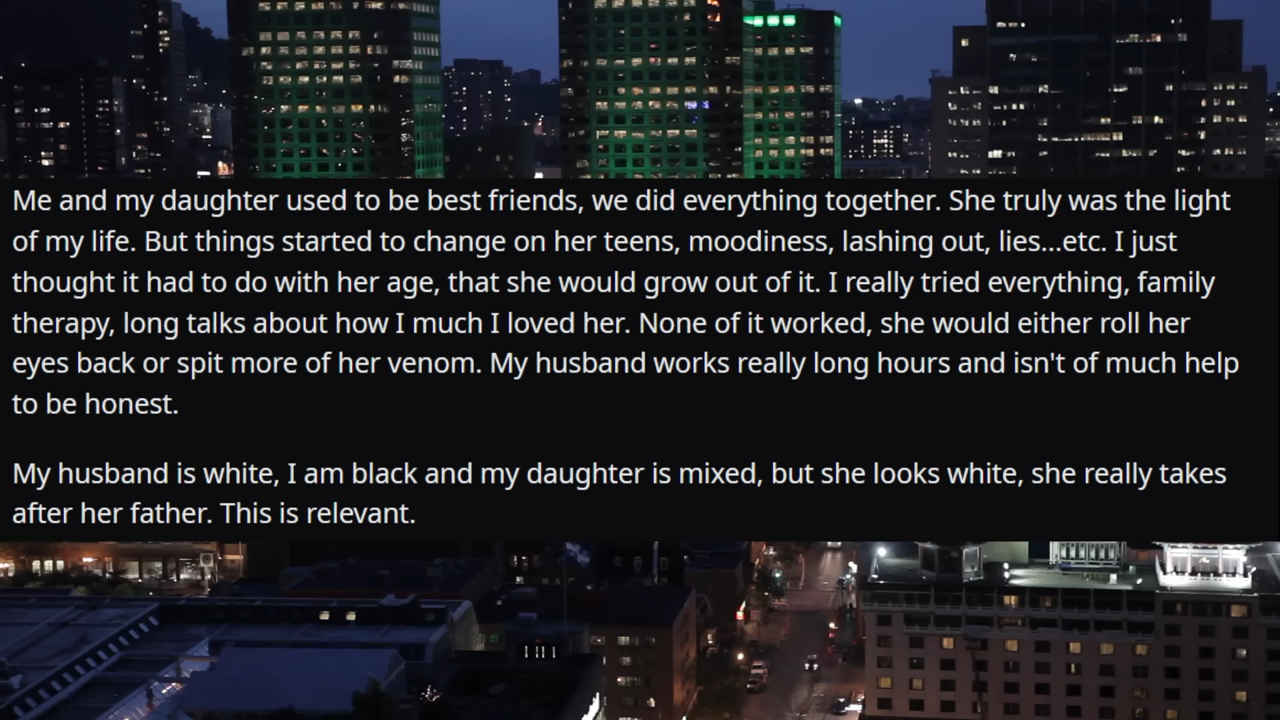 Me and my daughter used to be best friends, we did everything together. She truly was the light
of my life. But things started to change on her teens, moodiness, lashing out, lies...etc. I just
thought it had to do with her age, that she would grow out of it. I really tried everything, family
therapy, long talks about how I much I loved her. None of it worked, she would either roll her
eyes back or spit more of her venom. My husband works really long hours and isn't of much help
to be honest.
My husband is white, I am black and my daughter is mixed, but she looks white, she really takes
after her father. This is relevant.